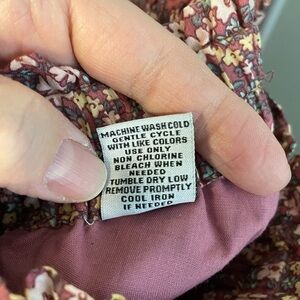 MACHINE WASH COLD
GENTLE CYCLE
WITH LIKE COLORS
USE ONLY
NON CHLORINE
BLEACH WHEN
NEEDED
TUMBLE DRY LOW
REMOVE PROMPTLY
COOL IRON
IF NEEDED